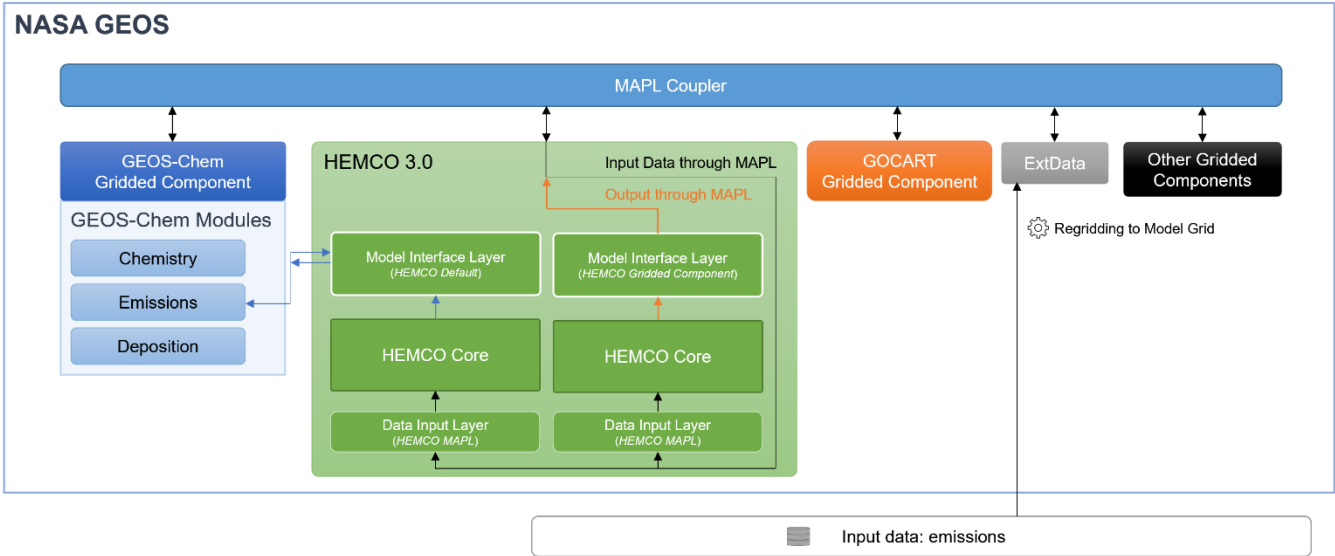 NASA GEOS
MAPL Coupler
GEOS-Chem
Gridded Component
GEOS-Chem Modules
Chemistry
Emissions
Deposition
HEMCO 3.0
Input Data through MAPL
Output through MAPL
Model Interface Layer
(HEMCO Default)
HEMCO Core
Data Input Layer
(HEMCO MAPL)
Model Interface Layer
(HEMCO Gridded Component)
HEMCO Core
Data Input Layer
(HEMCO MAPL)
GOCART
Gridded Component
ExtData
Regridding to Model Grid
Other Gridded
Components
Input data: emissions